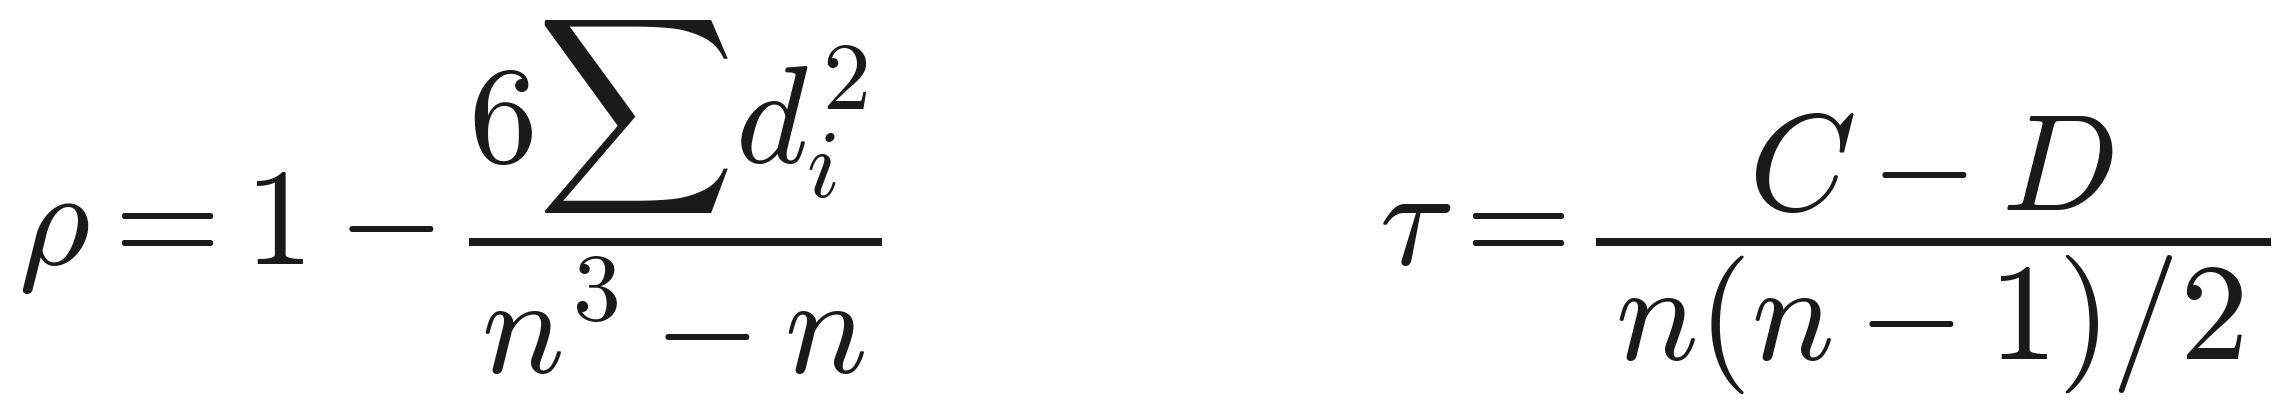 ρ = 1 − 6∑d_i^2 / (n^3 − n)
τ = (C − D) / (n(n − 1)/2)